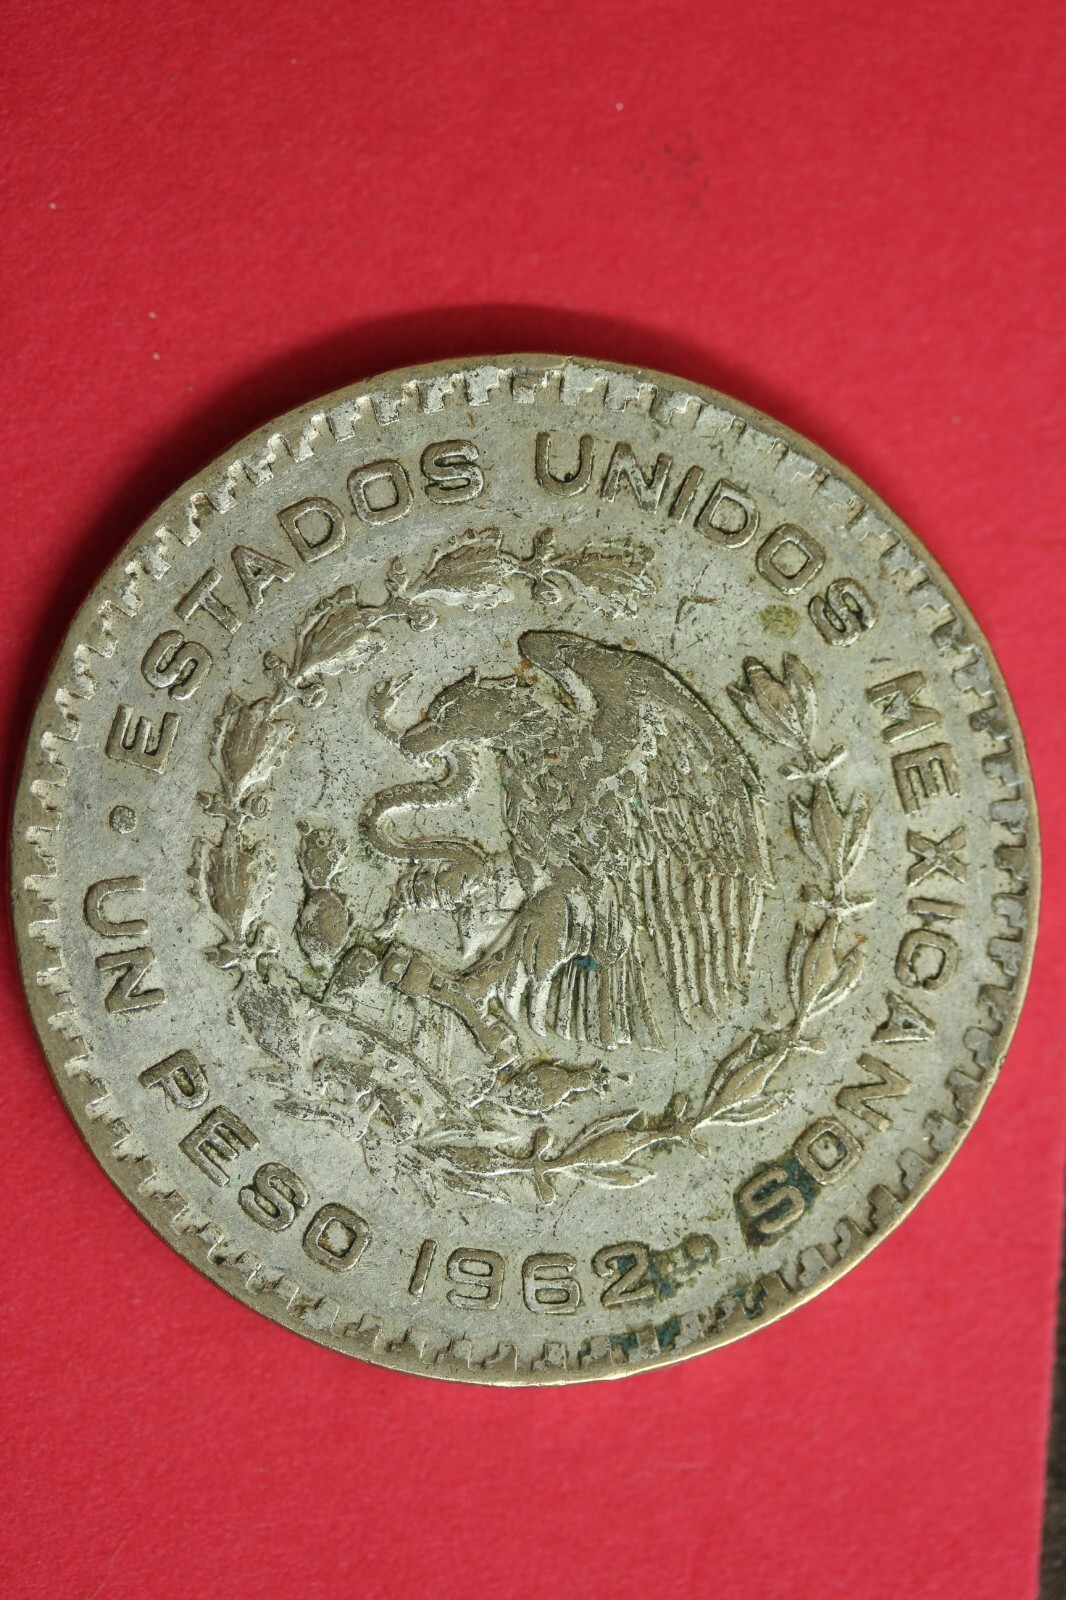 ESTADOS UNIDOS MEXICANOS
UN PESO 1962